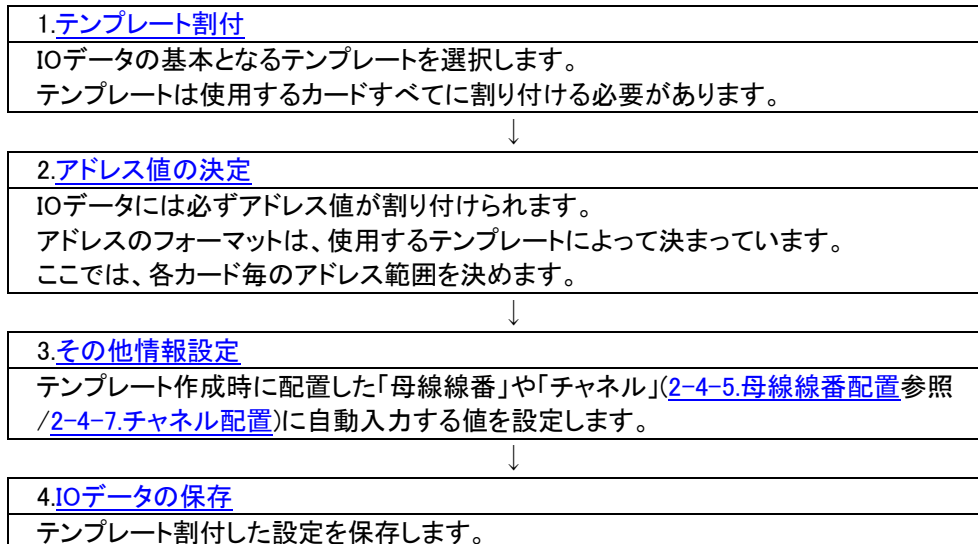 1.テンプレート割付
IOデータの基本となるテンプレートを選択します。
テンプレートは使用するカードすべてに割り付ける必要があります。
↓
2.アドレス値の決定
IOデータには必ずアドレス値が割り付けられます。
アドレスのフォーマットは、使用するテンプレートによって決まっています。
ここでは、各カード毎のアドレス範囲を決めます。
↓
3.その他情報設定
テンプレート作成時に配置した「母線線番」や「チャネル」(2-4-5.母線線番配置参照
/2-4-7.チャネル配置)に自動入力する値を設定します。
↓
4.IOデータの保存
テンプレート割付した設定を保存します。